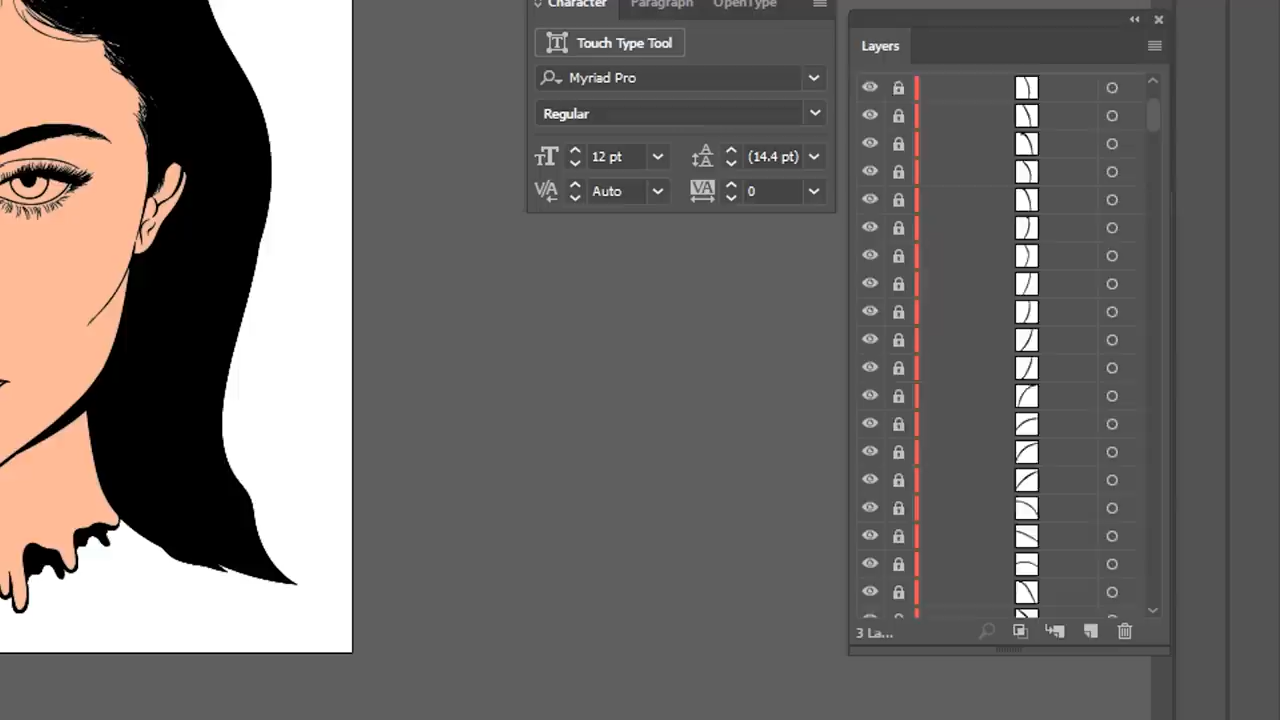 Character Paragraph OpenType
Touch Type Tool
Myriad Pro
Regular
12 pt (14.4 pt)
Auto 0
Layers
3 La...